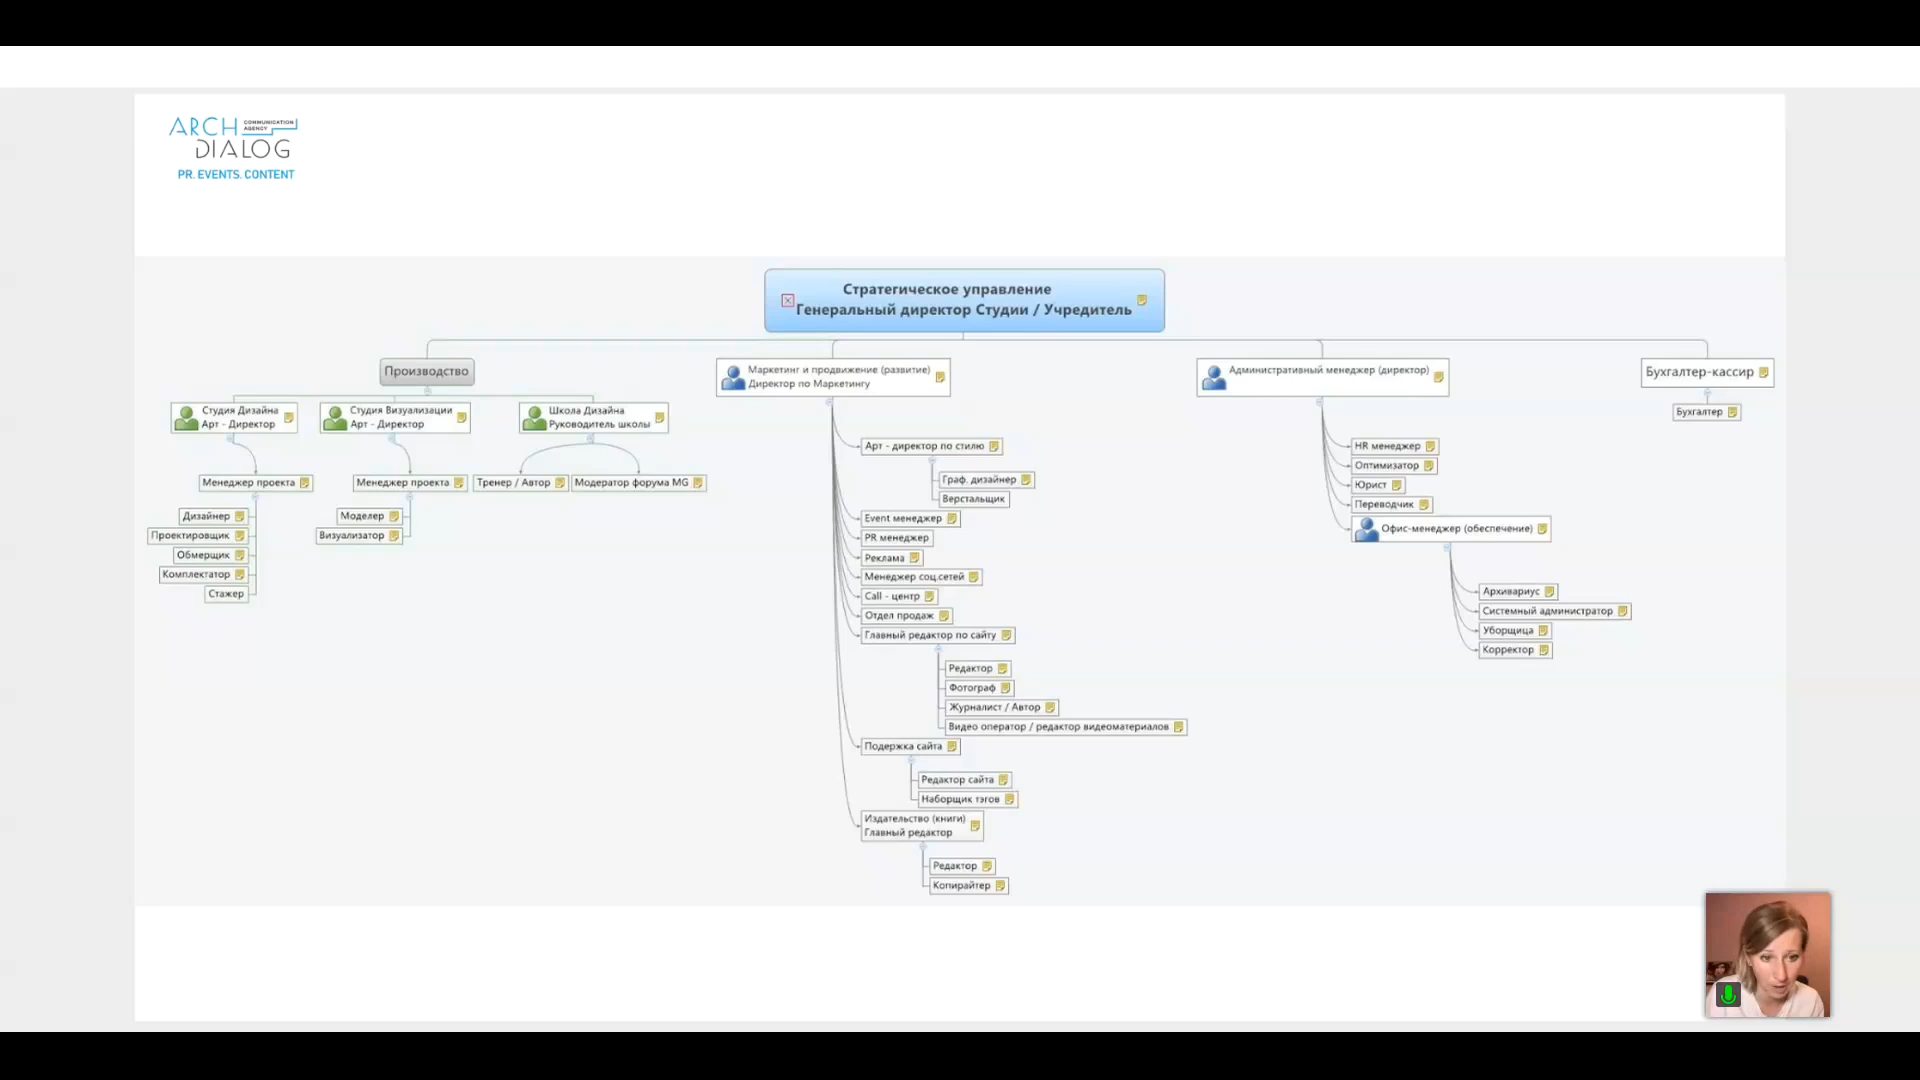 ARCH COMMUNICATION AGENCY
DIALOG
PR. EVENTS. CONTENT
Стратегическое управление
Генеральный директор Студии / Учредитель
Производство
Студия Дизайна
Арт - Директор
Менеджер проекта
Дизайнер
Проектировщик
Обмерщик
Комплектатор
Стажер
Студия Визуализации
Арт - Директор
Менеджер проекта
Моделер
Визуализатор
Школа Дизайна
Руководитель школы
Тренер / Автор
Модератор форума MG
Маркетинг и продвижение (развитие)
Директор по Маркетингу
Арт - директор по стилю
Граф. дизайнер
Верстальщик
Event менеджер
PR менеджер
Реклама
Менеджер соц.сетей
Call - центр
Отдел продаж
Главный редактор по сайту
Редактор
Фотограф
Журналист / Автор
Видео оператор / редактор видеоматериалов
Подержка сайта
Редактор сайта
Наборщик тэгов
Издательство (книги)
Главный редактор
Редактор
Копирайтер
Административный менеджер (директор)
HR менеджер
Оптимизатор
Юрист
Переводчик
Офис-менеджер (обеспечение)
Архивариус
Системный администратор
Уборщица
Корректор
Бухгалтер-кассир
Бухгалтер